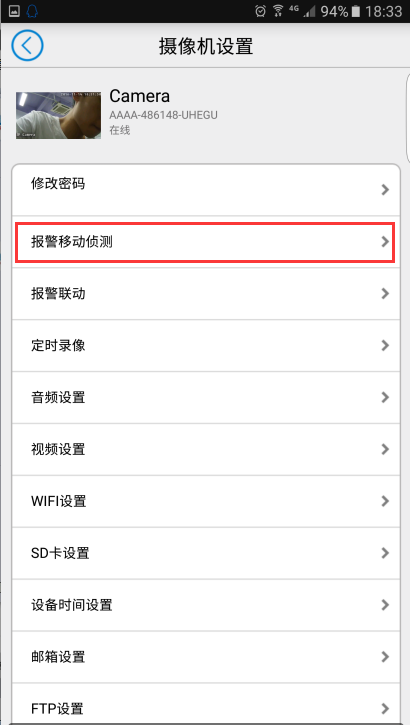 4G 94% 18:33
摄像机设置
Camera
AAAA-486148-UHEGU
在线
修改密码
报警移动侦测
报警联动
定时录像
音频设置
视频设置
WIFI设置
SD卡设置
设备时间设置
邮箱设置
FTP设置